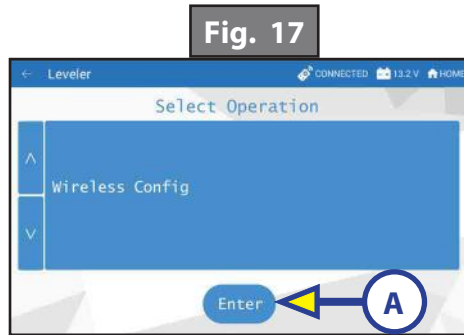 Fig. 17
← Leveler CONNECTED 13.2 V HOME
Select Operation
Wireless Config
Enter
A